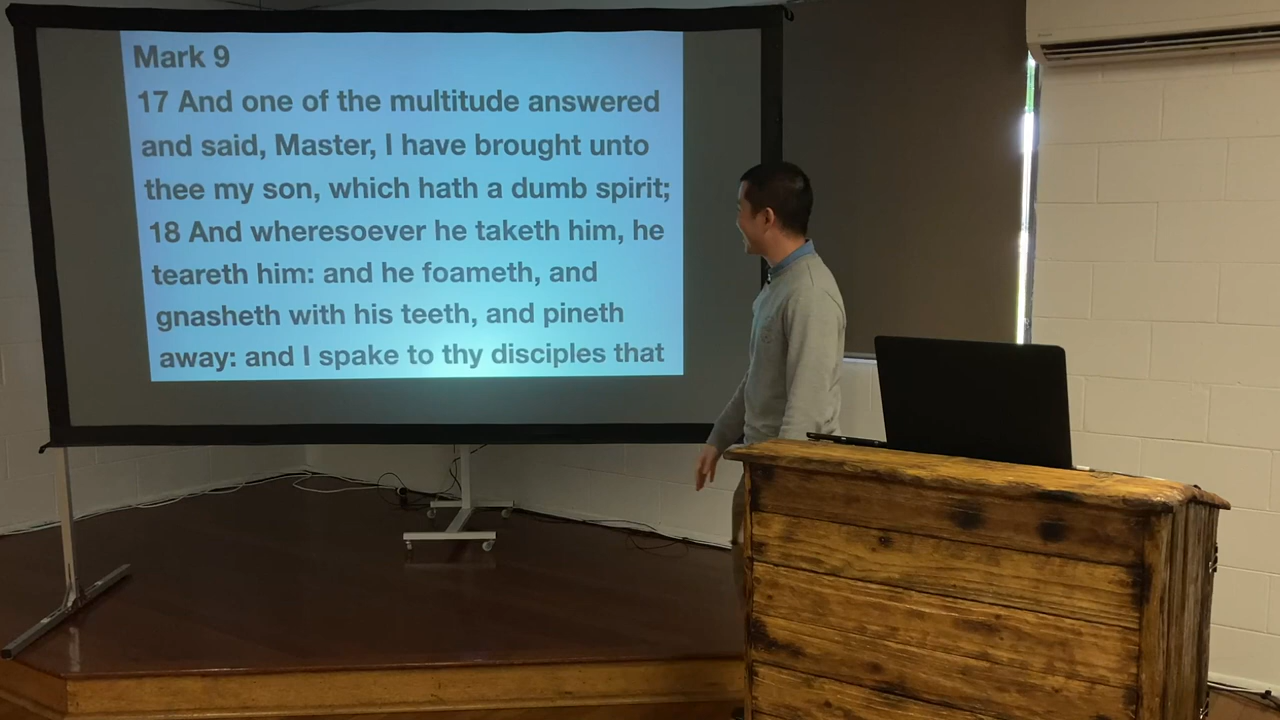 Mark 9
17 And one of the multitude answered
and said, Master, I have brought unto
thee my son, which hath a dumb spirit;
18 And wheresoever he taketh him, he
teareth him: and he foameth, and
gnasheth with his teeth, and pineth
away: and I spake to thy disciples that